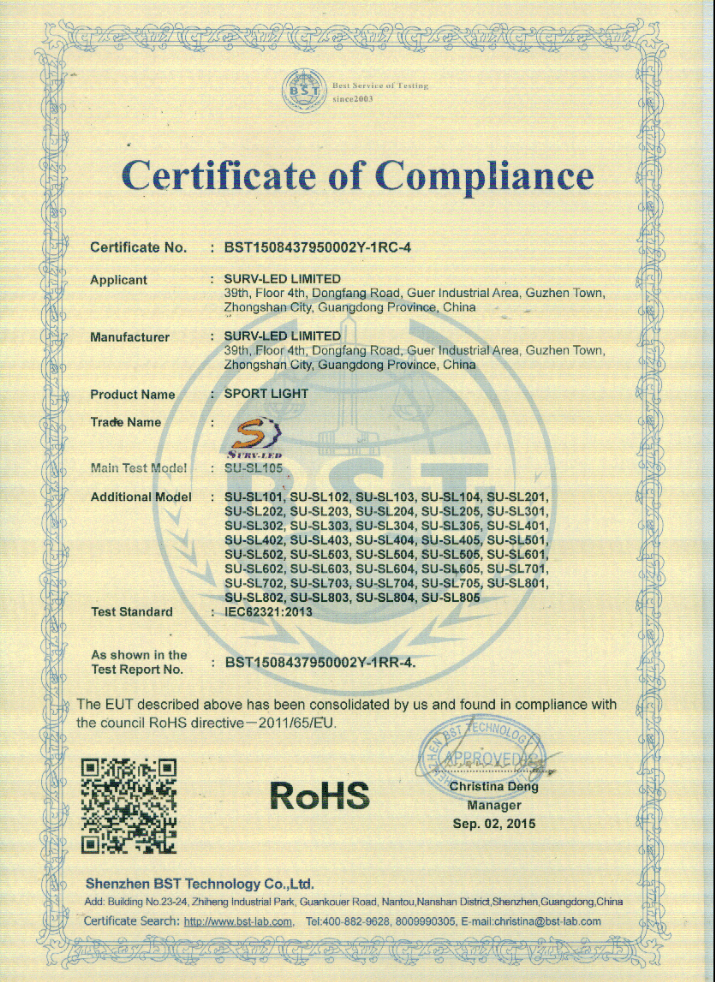 BST
Best Service of Testing
since2003
Certificate of Compliance
Certificate No. : BST1508437950002Y-1RC-4
Applicant : SURV-LED LIMITED
39th, Floor 4th, Dongfang Road, Guer Industrial Area, Guzhen Town,
Zhongshan City, Guangdong Province, China
Manufacturer : SURV-LED LIMITED
39th, Floor 4th, Dongfang Road, Guer Industrial Area, Guzhen Town,
Zhongshan City, Guangdong Province, China
Product Name : SPORT LIGHT
Trade Name :
SURV-LED
Main Test Model : SU-SL105
BST
Additional Model : SU-SL101, SU-SL102, SU-SL103, SU-SL104, SU-SL201,
SU-SL202, SU-SL203, SU-SL204, SU-SL205, SU-SL301,
SU-SL302, SU-SL303, SU-SL304, SU-SL305, SU-SL401,
SU-SL402, SU-SL403, SU-SL404, SU-SL405, SU-SL501,
SU-SL502, SU-SL503, SU-SL504, SU-SL505, SU-SL601,
SU-SL602, SU-SL603, SU-SL604, SU-SL605, SU-SL701,
SU-SL702, SU-SL703, SU-SL704, SU-SL705, SU-SL801,
SU-SL802, SU-SL803, SU-SL804, SU-SL805
Test Standard : IEC62321:2013
As shown in the
Test Report No. : BST1508437950002Y-1RR-4.
The EUT described above has been consolidated by us and found in compliance with
the council RoHS directive—2011/65/EU.
BST TECHNOLOGY
APPROVED
RoHS
Christina Deng
Manager
Sep. 02, 2015
Shenzhen BST Technology Co.,Ltd.
Add: Building No.23-24, Zhiheng Industrial Park, Guankouer Road, Nantou,Nanshan District,Shenzhen,Guangdong,China
Certificate Search: http://www.bst-lab.com, Tel:400-882-9628, 8009990305, E-mail:christina@bst-lab.com